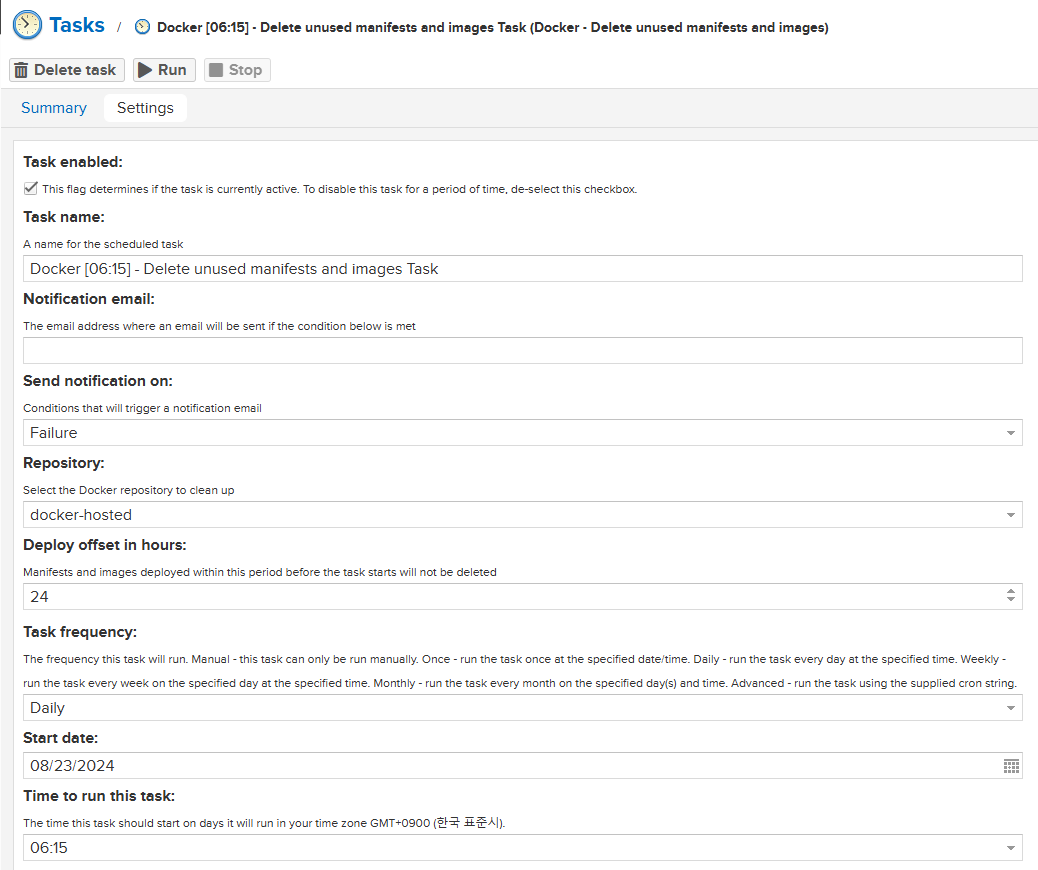 Tasks / Docker [06:15] - Delete unused manifests and images Task (Docker - Delete unused manifests and images)
Delete task Run Stop
Summary Settings
Task enabled:
This flag determines if the task is currently active. To disable this task for a period of time, de-select this checkbox.
Task name:
A name for the scheduled task
Docker [06:15] - Delete unused manifests and images Task
Notification email:
The email address where an email will be sent if the condition below is met
Send notification on:
Conditions that will trigger a notification email
Failure
Repository:
Select the Docker repository to clean up
docker-hosted
Deploy offset in hours:
Manifests and images deployed within this period before the task starts will not be deleted
24
Task frequency:
The frequency this task will run. Manual - this task can only be run manually. Once - run the task once at the specified date/time. Daily - run the task every day at the specified time. Weekly -
run the task every week on the specified day at the specified time. Monthly - run the task every month on the specified day(s) and time. Advanced - run the task using the supplied cron string.
Daily
Start date:
08/23/2024
Time to run this task:
The time this task should start on days it will run in your time zone GMT+0900 (한국 표준시).
06:15